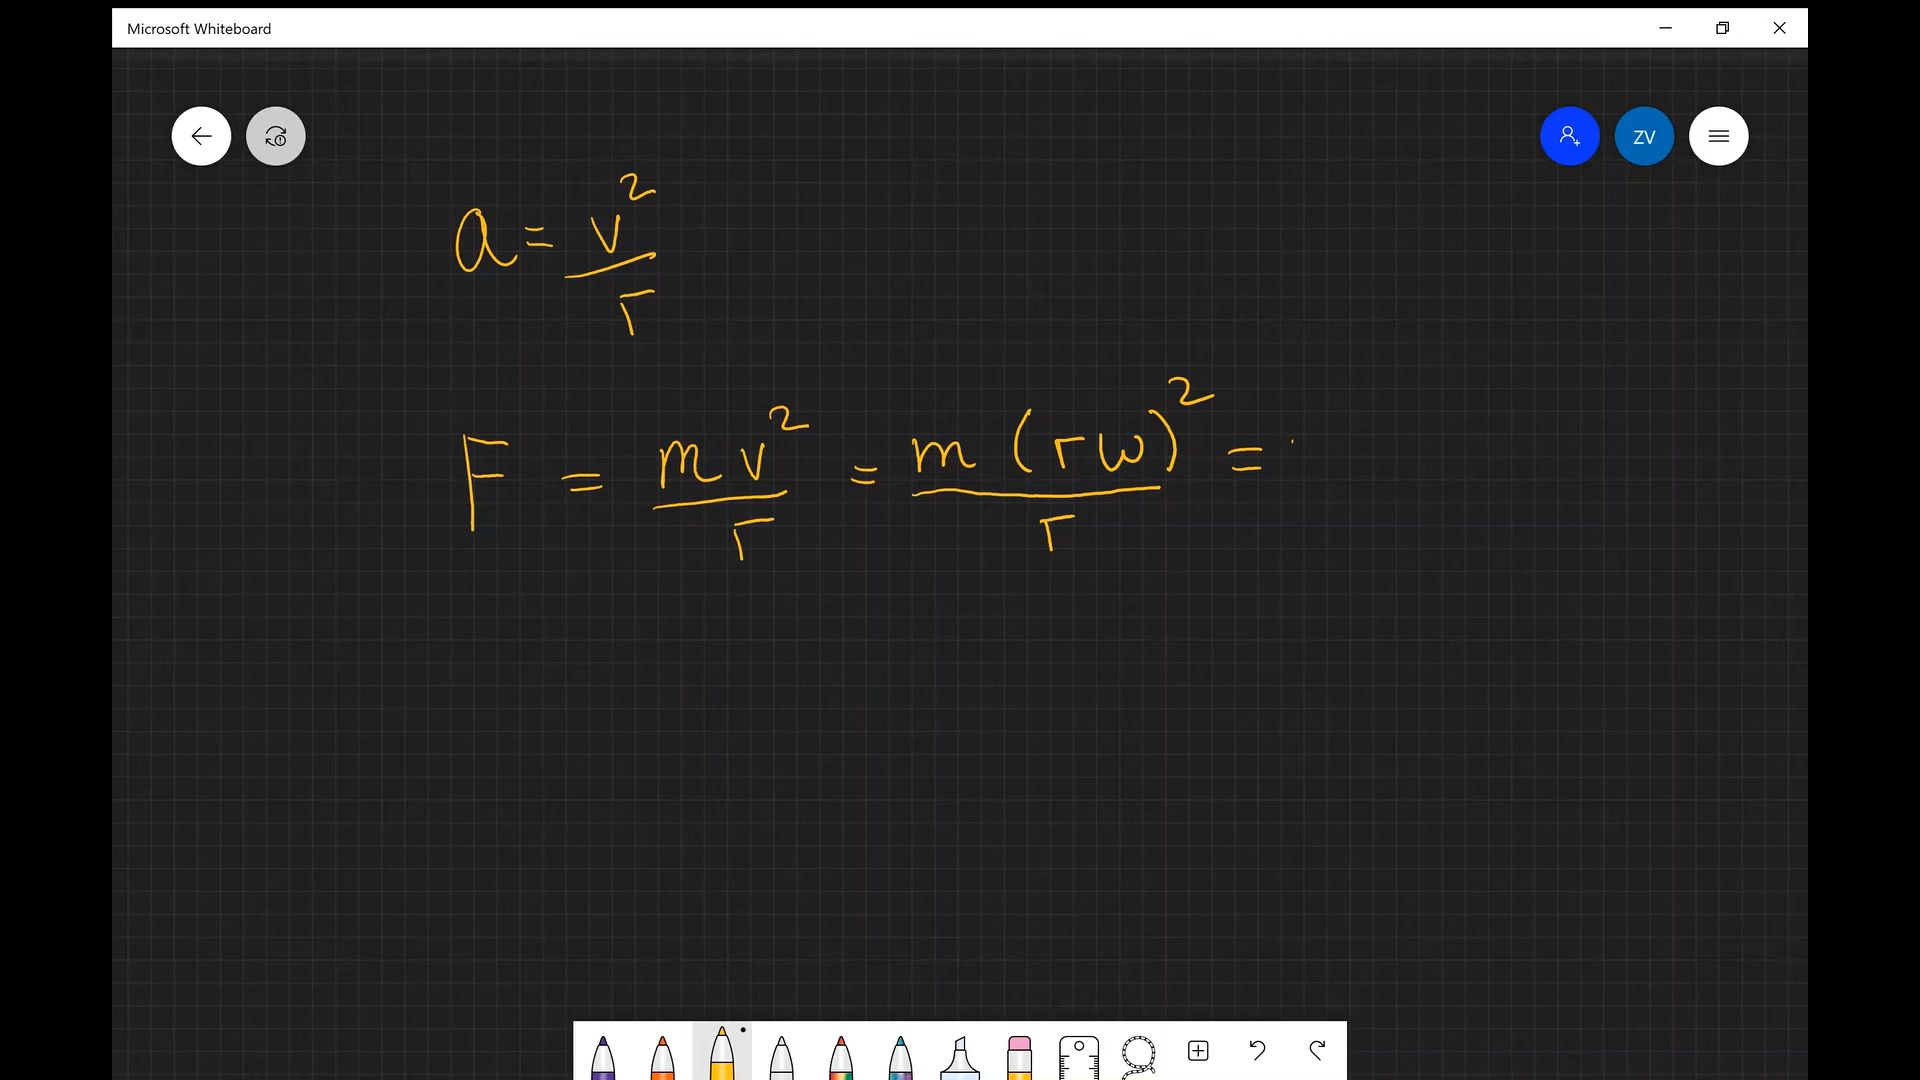 Microsoft Whiteboard
ZV
a = v²/r
F = mv²/r = m(rω)²/r =